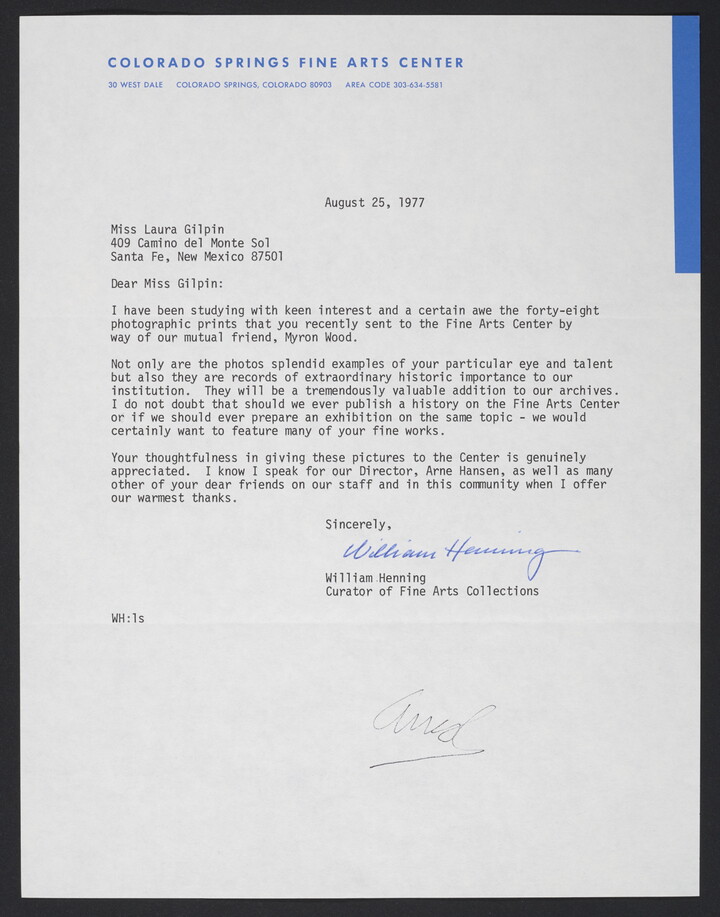 COLORADO SPRINGS FINE ARTS CENTER
30 WEST DALE COLORADO SPRINGS, COLORADO 80903 AREA CODE 303-634-5581
August 25, 1977
Miss Laura Gilpin
409 Camino del Monte Sol
Santa Fe, New Mexico 87501
Dear Miss Gilpin:
I have been studying with keen interest and a certain awe the forty-eight
photographic prints that you recently sent to the Fine Arts Center by
way of our mutual friend, Myron Wood.
Not only are the photos splendid examples of your particular eye and talent
but also they are records of extraordinary historic importance to our
institution. They will be a tremendously valuable addition to our archives.
I do not doubt that should we ever publish a history on the Fine Arts Center
or if we should ever prepare an exhibition on the same topic - we would
certainly want to feature many of your fine works.
Your thoughtfulness in giving these pictures to the Center is genuinely
appreciated. I know I speak for our Director, Arne Hansen, as well as many
other of your dear friends on our staff and in this community when I offer
our warmest thanks.
Sincerely,
William Henning
William Henning
Curator of Fine Arts Collections
WH:ls